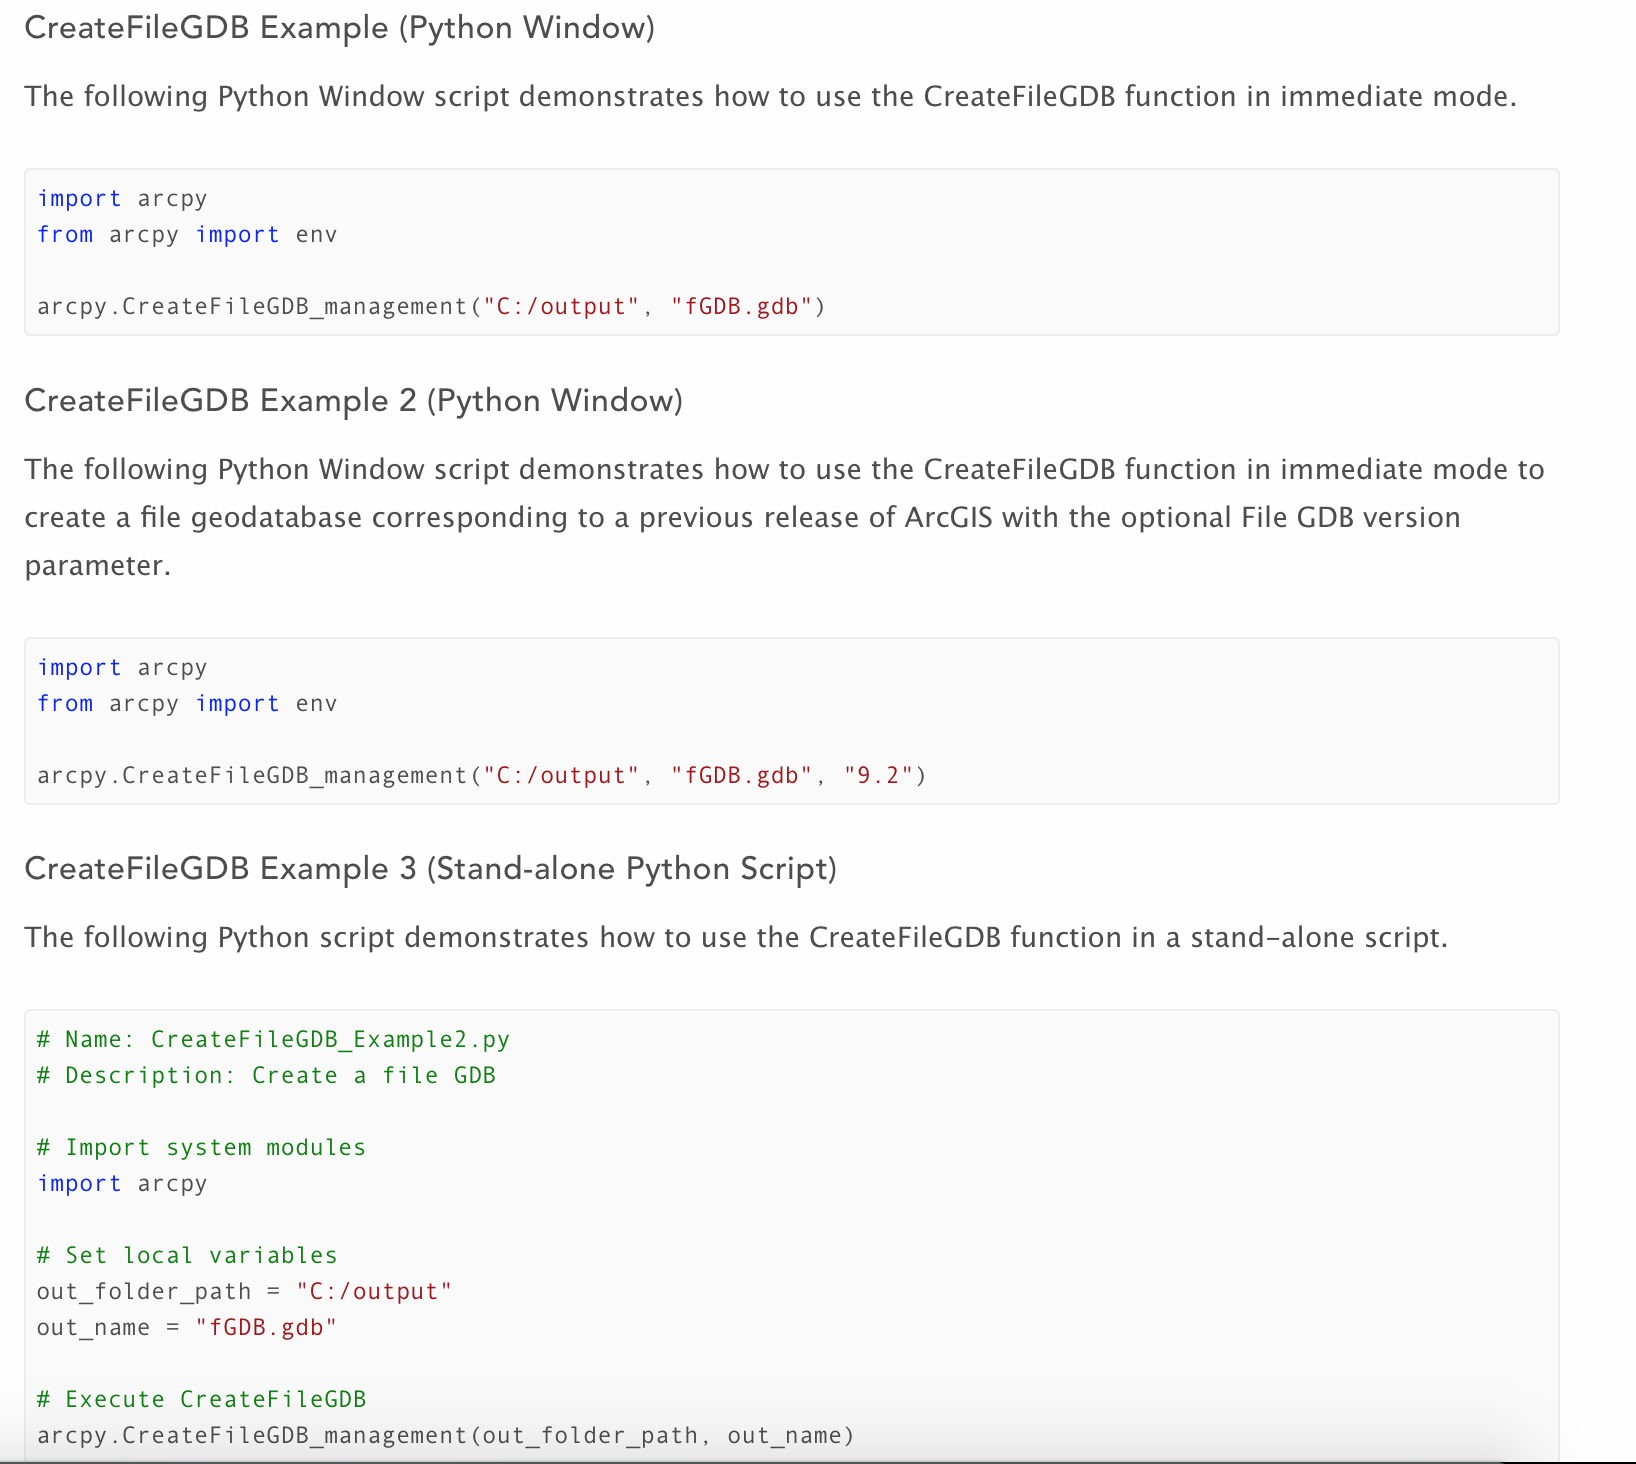 CreateFileGDB Example (Python Window)
The following Python Window script demonstrates how to use the CreateFileGDB function in immediate mode.
import arcpy
from arcpy import env
arcpy.CreateFileGDB_management("C:/output", "fGDB.gdb")
CreateFileGDB Example 2 (Python Window)
The following Python Window script demonstrates how to use the CreateFileGDB function in immediate mode to
create a file geodatabase corresponding to a previous release of ArcGIS with the optional File GDB version
parameter.
import arcpy
from arcpy import env
arcpy.CreateFileGDB_management("C:/output", "fGDB.gdb", "9.2")
CreateFileGDB Example 3 (Stand-alone Python Script)
The following Python script demonstrates how to use the CreateFileGDB function in a stand-alone script.
# Name: CreateFileGDB_Example2.py
# Description: Create a file GDB
# Import system modules
import arcpy
# Set local variables
out_folder_path = "C:/output"
out_name = "fGDB.gdb"
# Execute CreateFileGDB
arcpy.CreateFileGDB_management(out_folder_path, out_name)